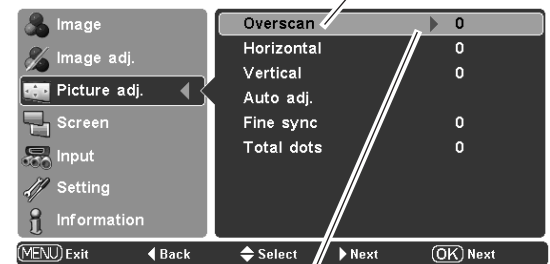 Image
Image adj.
Picture adj.
Screen
Input
Setting
Information
Overscan 0
Horizontal 0
Vertical 0
Auto adj.
Fine sync 0
Total dots 0
MENU Exit Back Select Next OK Next